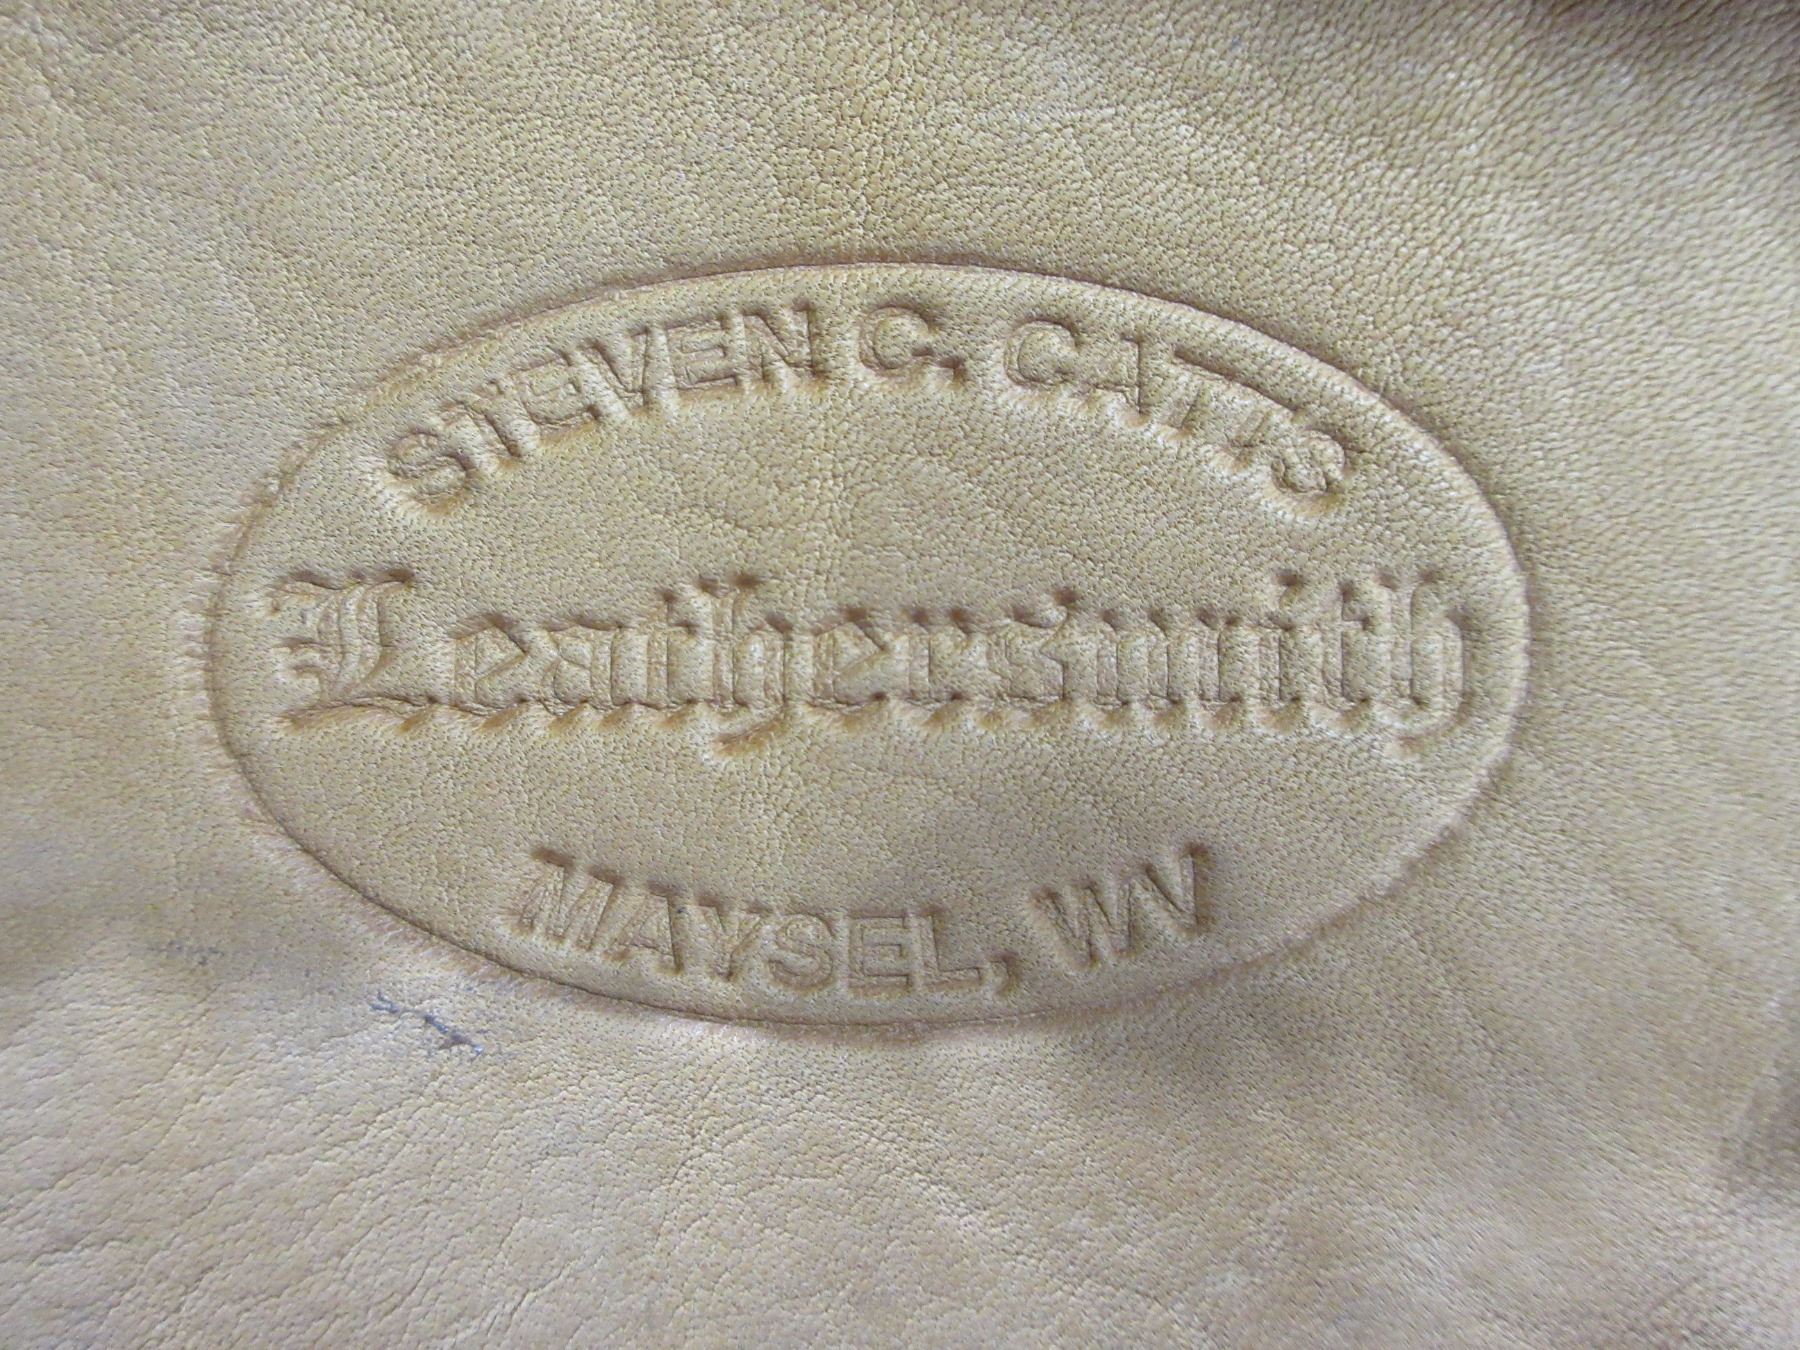 STEVEN C. CATTS
Leathersmith
MAYSEL, WV